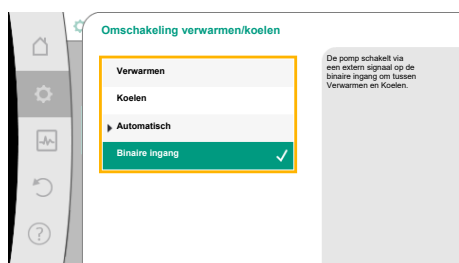 Omschakeling verwarmen/koelen
Verwarmen
Koelen
Automatisch
Binaire ingang
De pomp schakelt via
een extern signaal op de
binaire ingang om tussen
Verwarmen en Koelen.